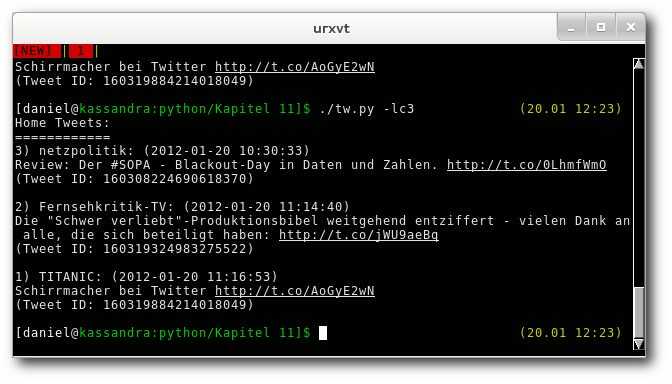 urxvt
[NEW] | 1 |
Schirrmacher bei Twitter http://t.co/AoGyE2wN
(Tweet ID: 160319884214018049)
[daniel@kassandra:python/Kapitel 11]$ ./tw.py -lc3 (20.01 12:23)
Home Tweets:
============
3) netzpolitik: (2012-01-20 10:30:33)
Review: Der #SOPA - Blackout-Day in Daten und Zahlen. http://t.co/0LhmfWmO
(Tweet ID: 160308224690618370)
2) Fernsehkritik-TV: (2012-01-20 11:14:40)
Die "Schwer verliebt"-Produktionsbibel weitgehend entziffert - vielen Dank an
alle, die sich beteiligt haben: http://t.co/jWU9aeBq
(Tweet ID: 160319324983275522)
1) TITANIC: (2012-01-20 11:16:53)
Schirrmacher bei Twitter http://t.co/AoGyE2wN
(Tweet ID: 160319884214018049)
[daniel@kassandra:python/Kapitel 11]$ (20.01 12:23)